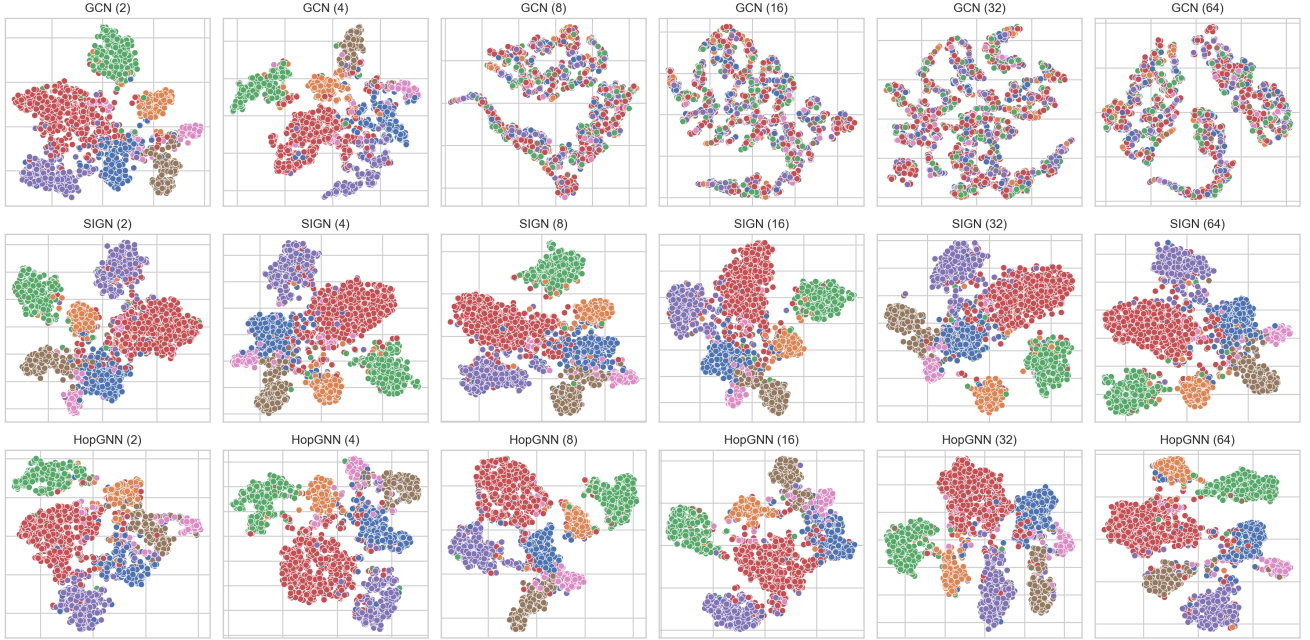 GCN (2)
GCN (4)
GCN (8)
GCN (16)
GCN (32)
GCN (64)
SIGN (2)
SIGN (4)
SIGN (8)
SIGN (16)
SIGN (32)
SIGN (64)
HopGNN (2)
HopGNN (4)
HopGNN (8)
HopGNN (16)
HopGNN (32)
HopGNN (64)